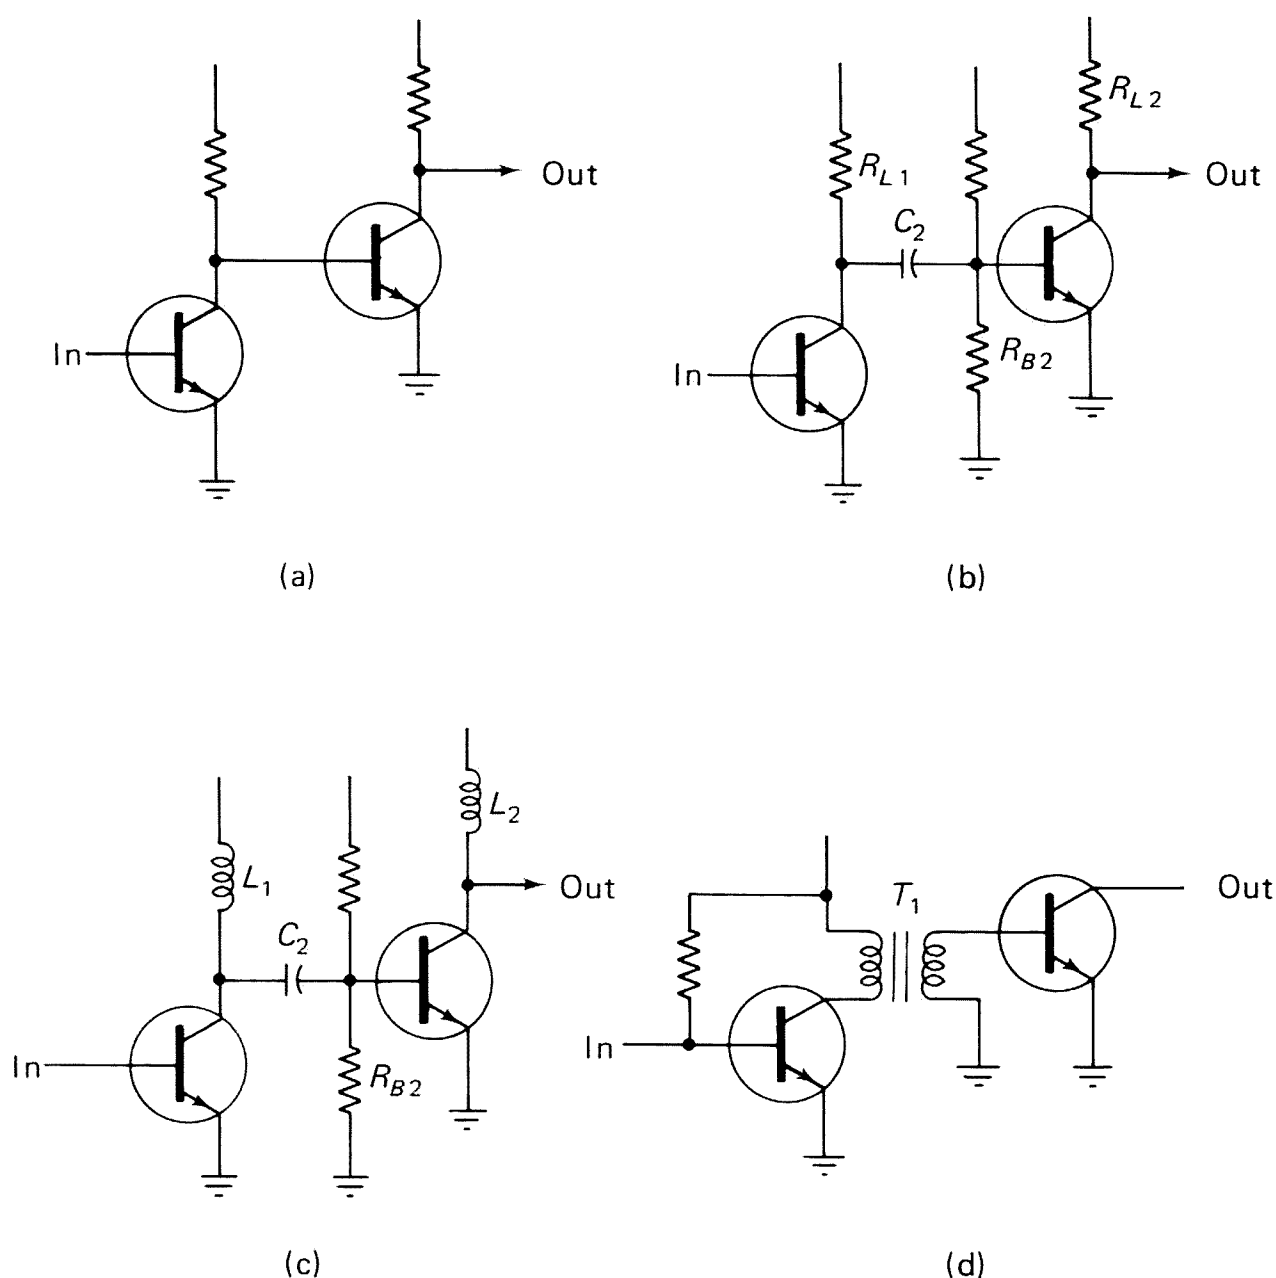 Out
In
(a)
R_L2
R_L1
C_2
Out
R_B2
In
(b)
L_2
L_1
C_2
Out
R_B2
In
(c)
T_1
Out
In
(d)